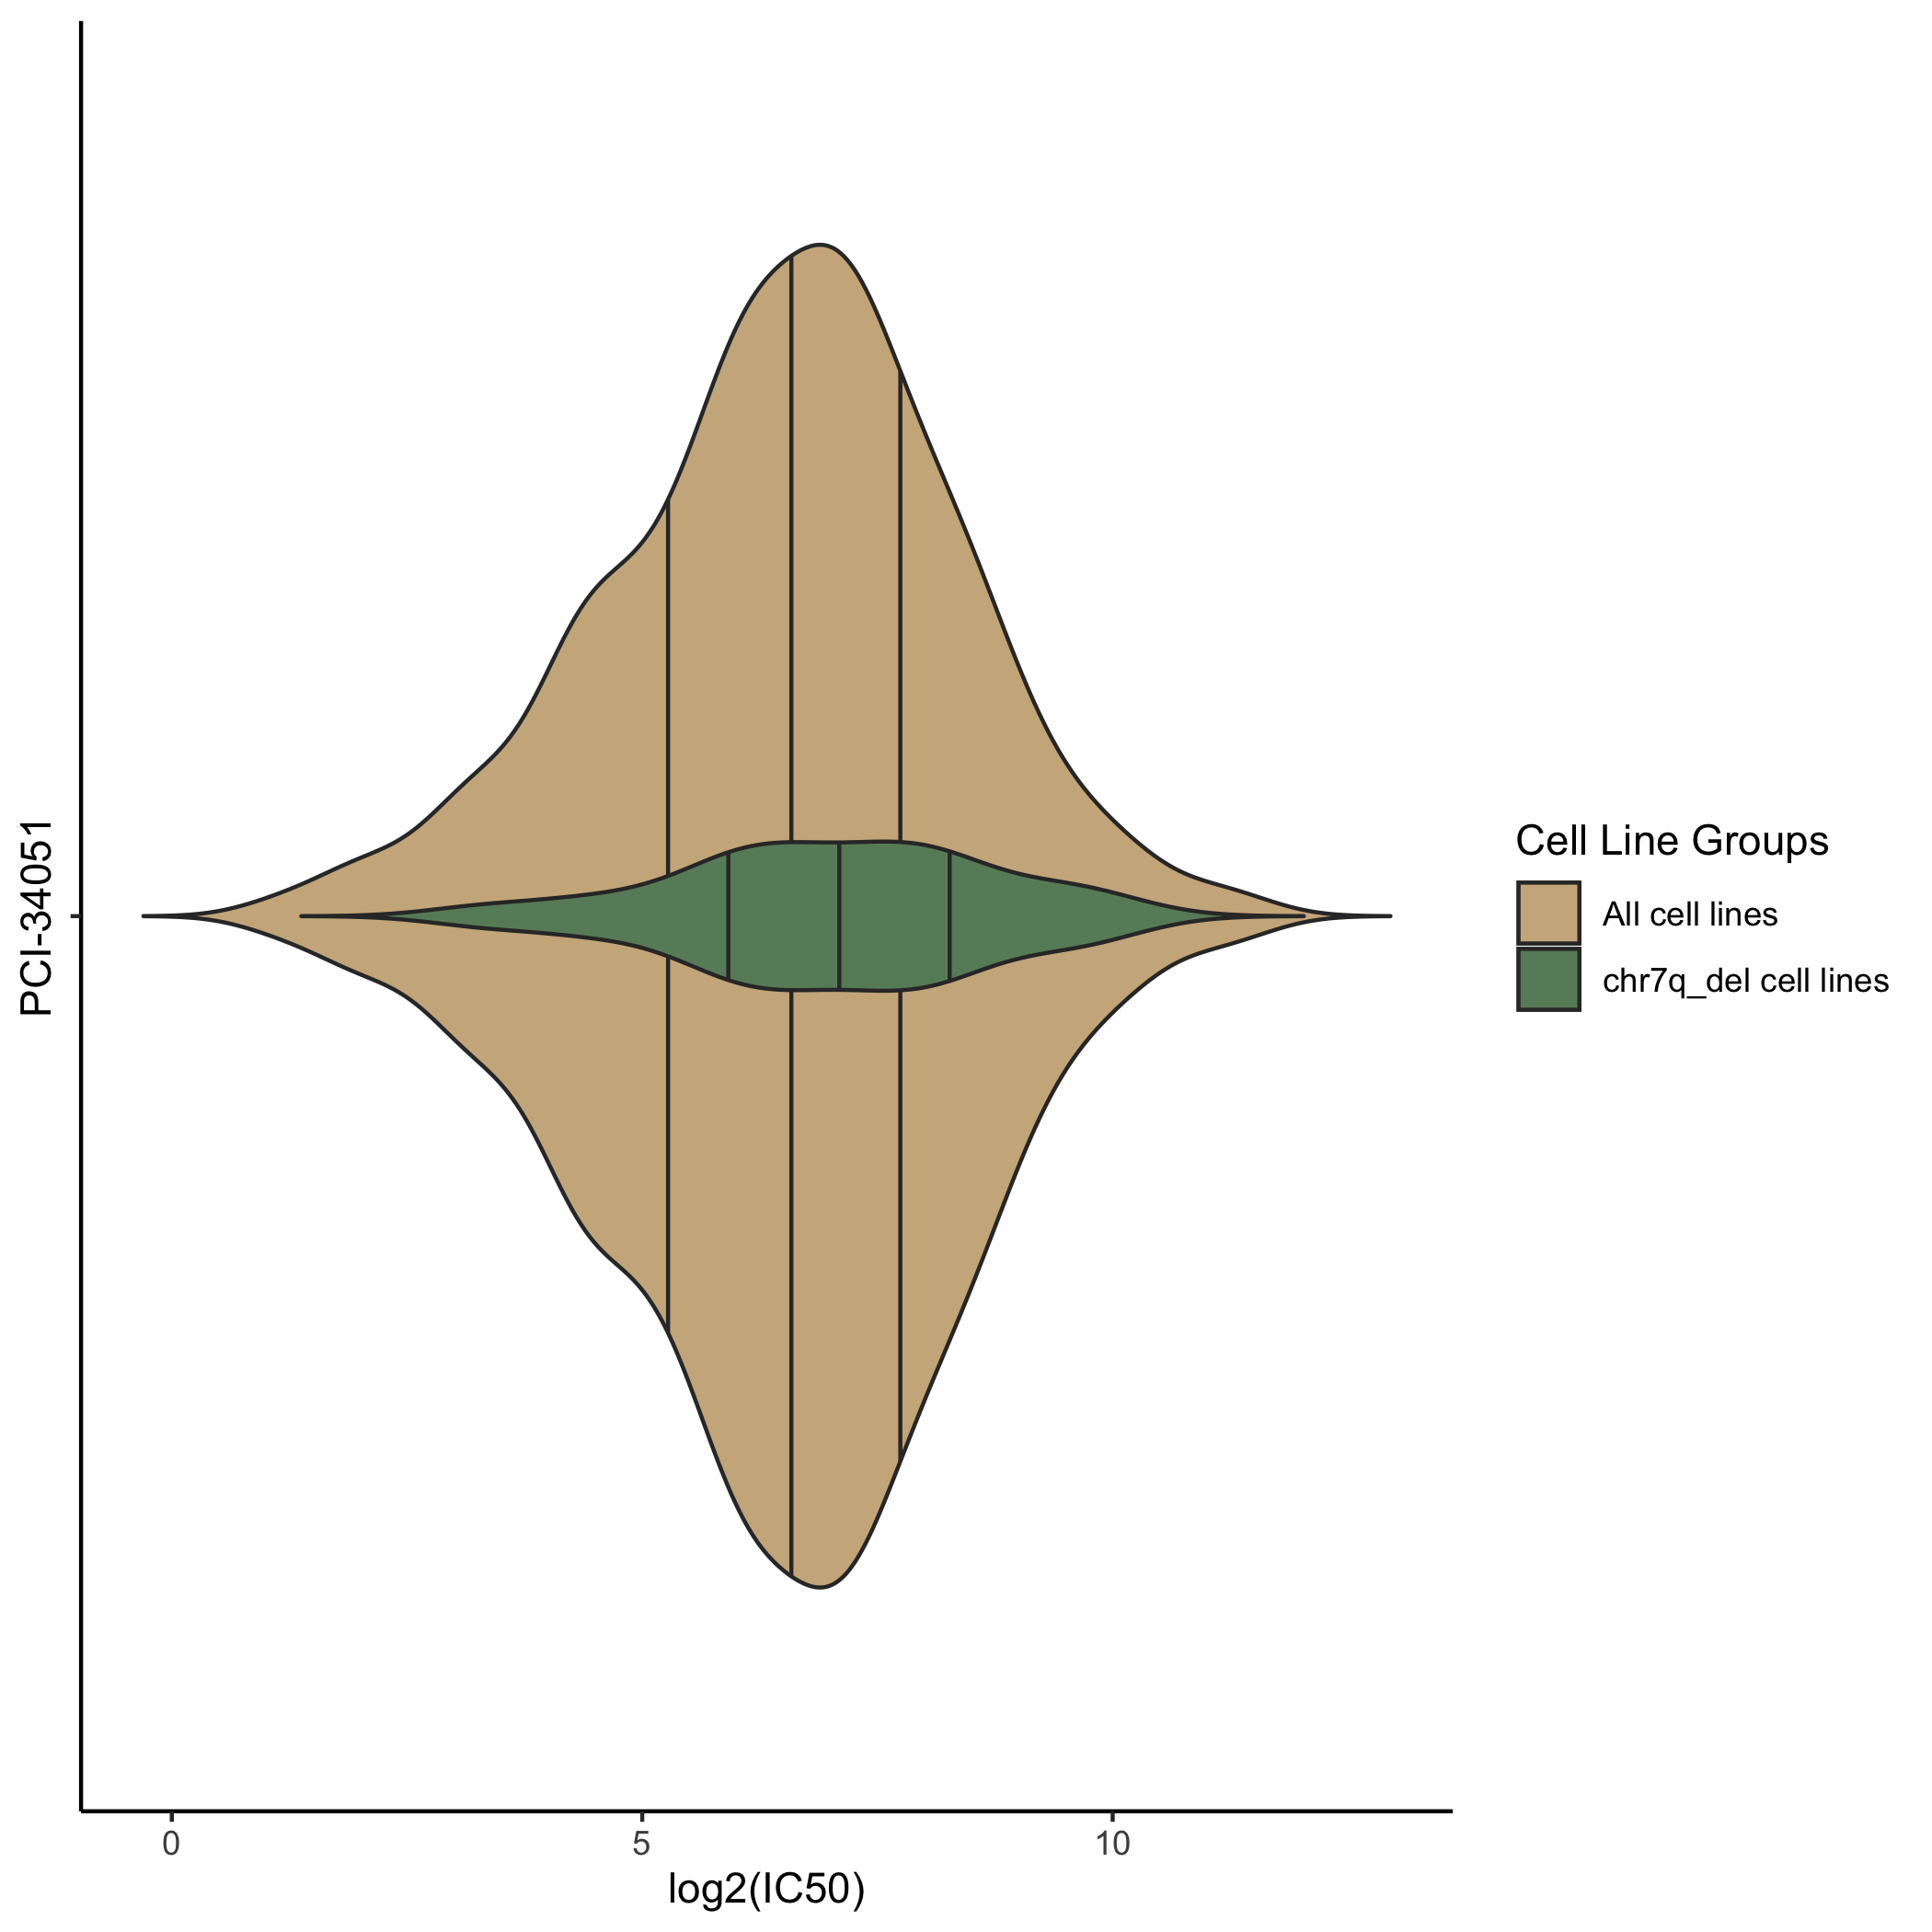 PCI-34051
0
5
10
log2(IC50)
Cell Line Groups
All cell lines
chr7q_del cell lines